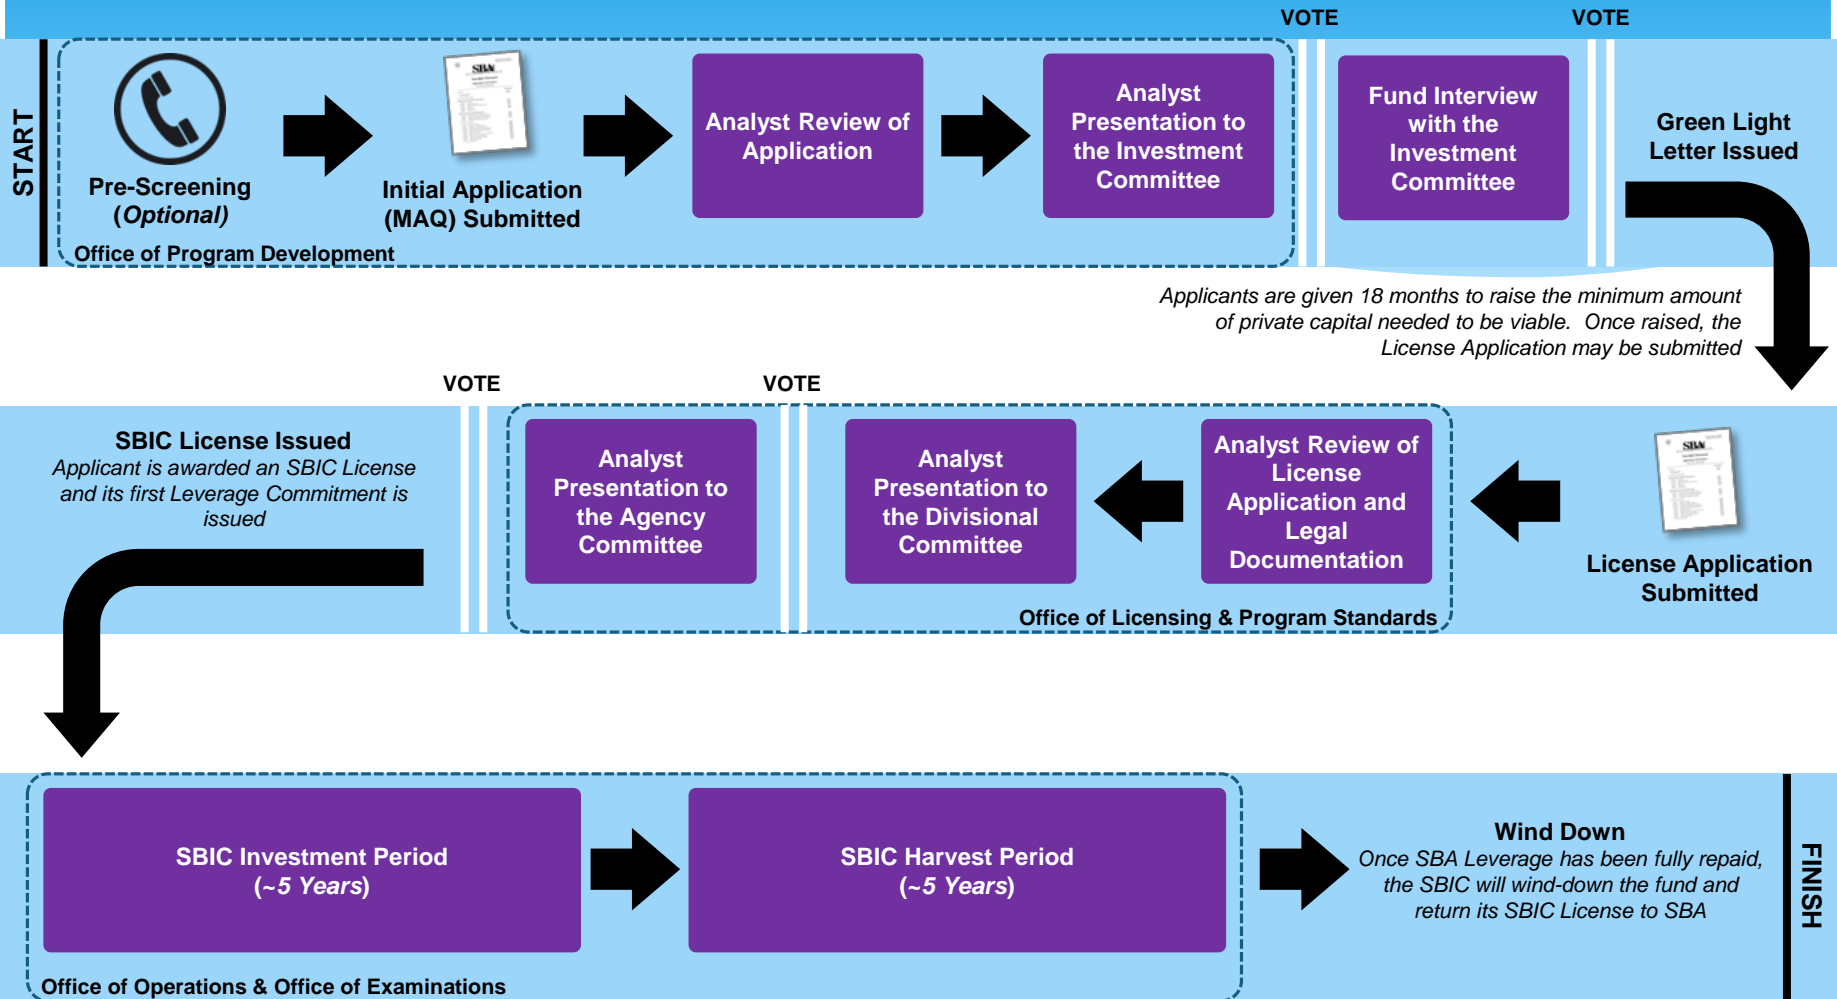 VOTE
VOTE
START
SBA
Pre-Screening
(Optional)
Initial Application
(MAQ) Submitted
Analyst Review of
Application
Analyst
Presentation to
the Investment
Committee
Fund Interview
with the
Investment
Committee
Green Light
Letter Issued
Office of Program Development
Applicants are given 18 months to raise the minimum amount
of private capital needed to be viable.  Once raised, the
License Application may be submitted
VOTE
VOTE
SBA
License Application
Submitted
Analyst Review of
License
Application and
Legal
Documentation
Analyst
Presentation to
the Divisional
Committee
Analyst
Presentation to
the Agency
Committee
Office of Licensing & Program Standards
SBIC License Issued
Applicant is awarded an SBIC License
and its first Leverage Commitment is
issued
SBIC Investment Period
(~5 Years)
SBIC Harvest Period
(~5 Years)
Wind Down
Once SBA Leverage has been fully repaid,
the SBIC will wind-down the fund and
return its SBIC License to SBA
FINISH
Office of Operations & Office of Examinations